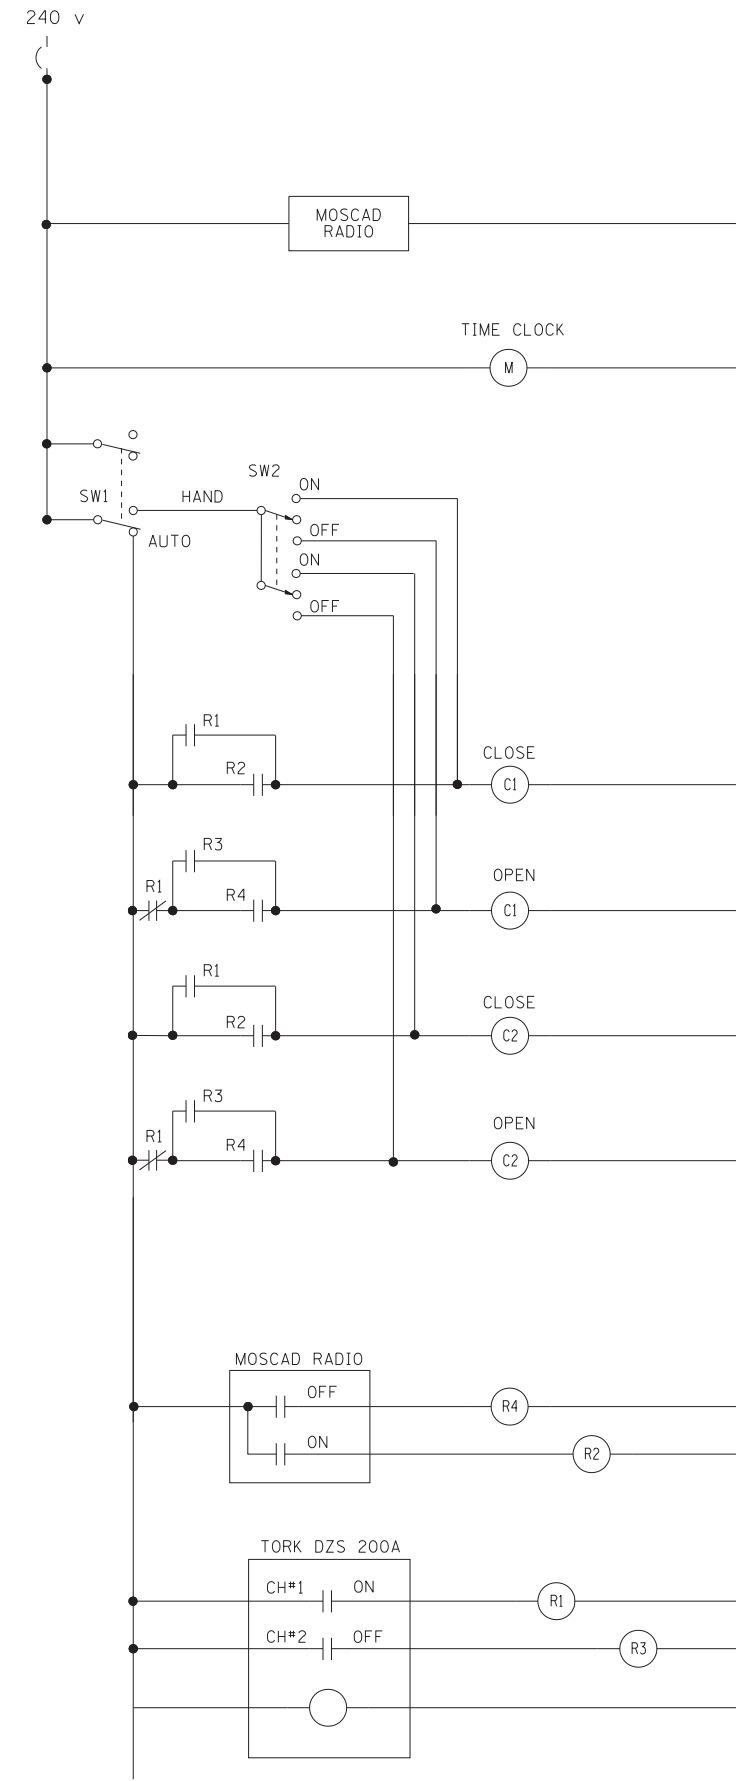 240 v
MOSCAD
RADIO
TIME CLOCK
M
SW2
ON
SW1
HAND
OFF
AUTO
ON
OFF
R1
CLOSE
R2
C1
R3
OPEN
R1
R4
C1
R1
CLOSE
R2
C2
R3
OPEN
R1
R4
C2
MOSCAD RADIO
OFF
R4
ON
R2
TORK DZS 200A
CH#1
ON
R1
CH#2
OFF
R3